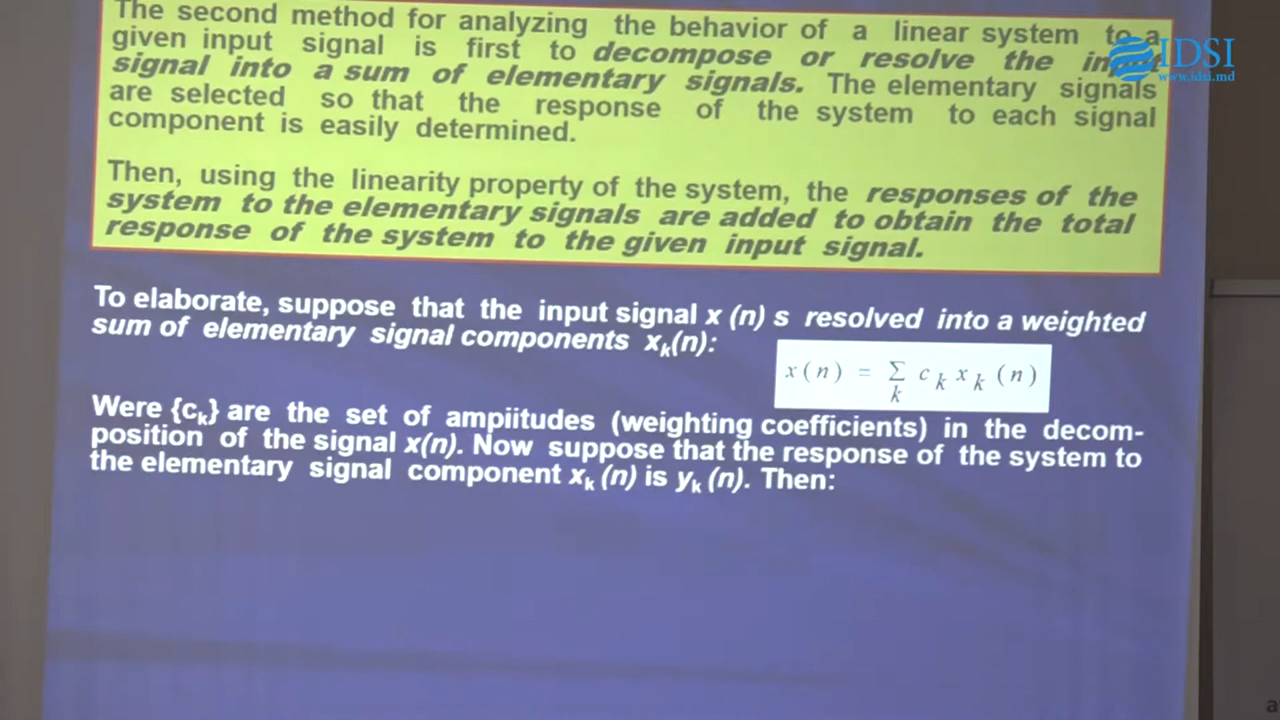 The second method for analyzing the behavior of a linear system to a
given input signal is first to decompose or resolve the input
signal into a sum of elementary signals. The elementary signals
are selected so that the response of the system to each signal
component is easily determined.
Then, using the linearity property of the system, the responses of the
system to the elementary signals are added to obtain the total
response of the system to the given input signal.
To elaborate, suppose that the input signal x (n) s resolved into a weighted
sum of elementary signal components xₖ(n):
x(n) = Σ cₖ xₖ (n)
k
Were {cₖ} are the set of ampiitudes (weighting coefficients) in the decom-
position of the signal x(n). Now suppose that the response of the system to
the elementary signal component xₖ (n) is yₖ (n). Then:
IDSI
www.idsi.md
a